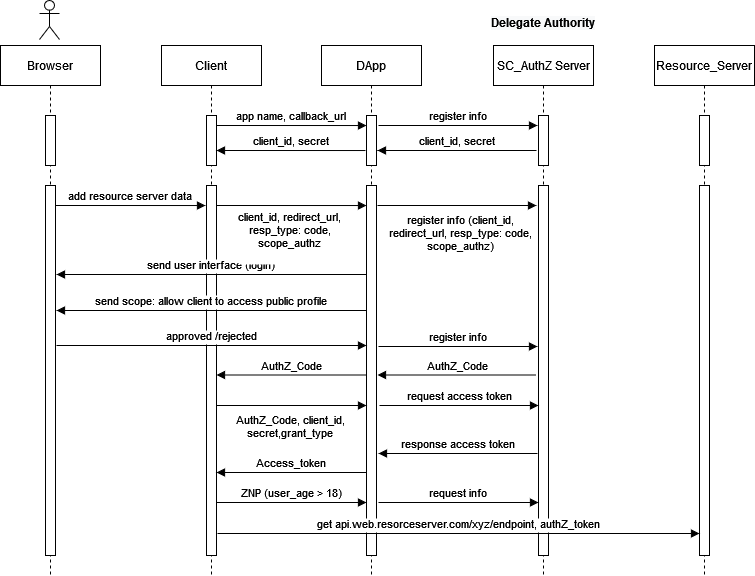 Delegate Authority
Browser
Client
DApp
SC_AuthZ Server
Resource_Server
app name, callback_url
register info
client_id, secret
client_id, secret
add resource server data
client_id, redirect_url,
resp_type: code,
scope_authz
register info (client_id,
redirect_url, resp_type: code,
scope_authz)
send user interface (login)
send scope: allow client to access public profile
approved /rejected
register info
AuthZ_Code
AuthZ_Code
request access token
AuthZ_Code, client_id,
secret,grant_type
response access token
Access_token
ZNP (user_age > 18)
request info
get api.web.resorceserver.com/xyz/endpoint, authZ_token